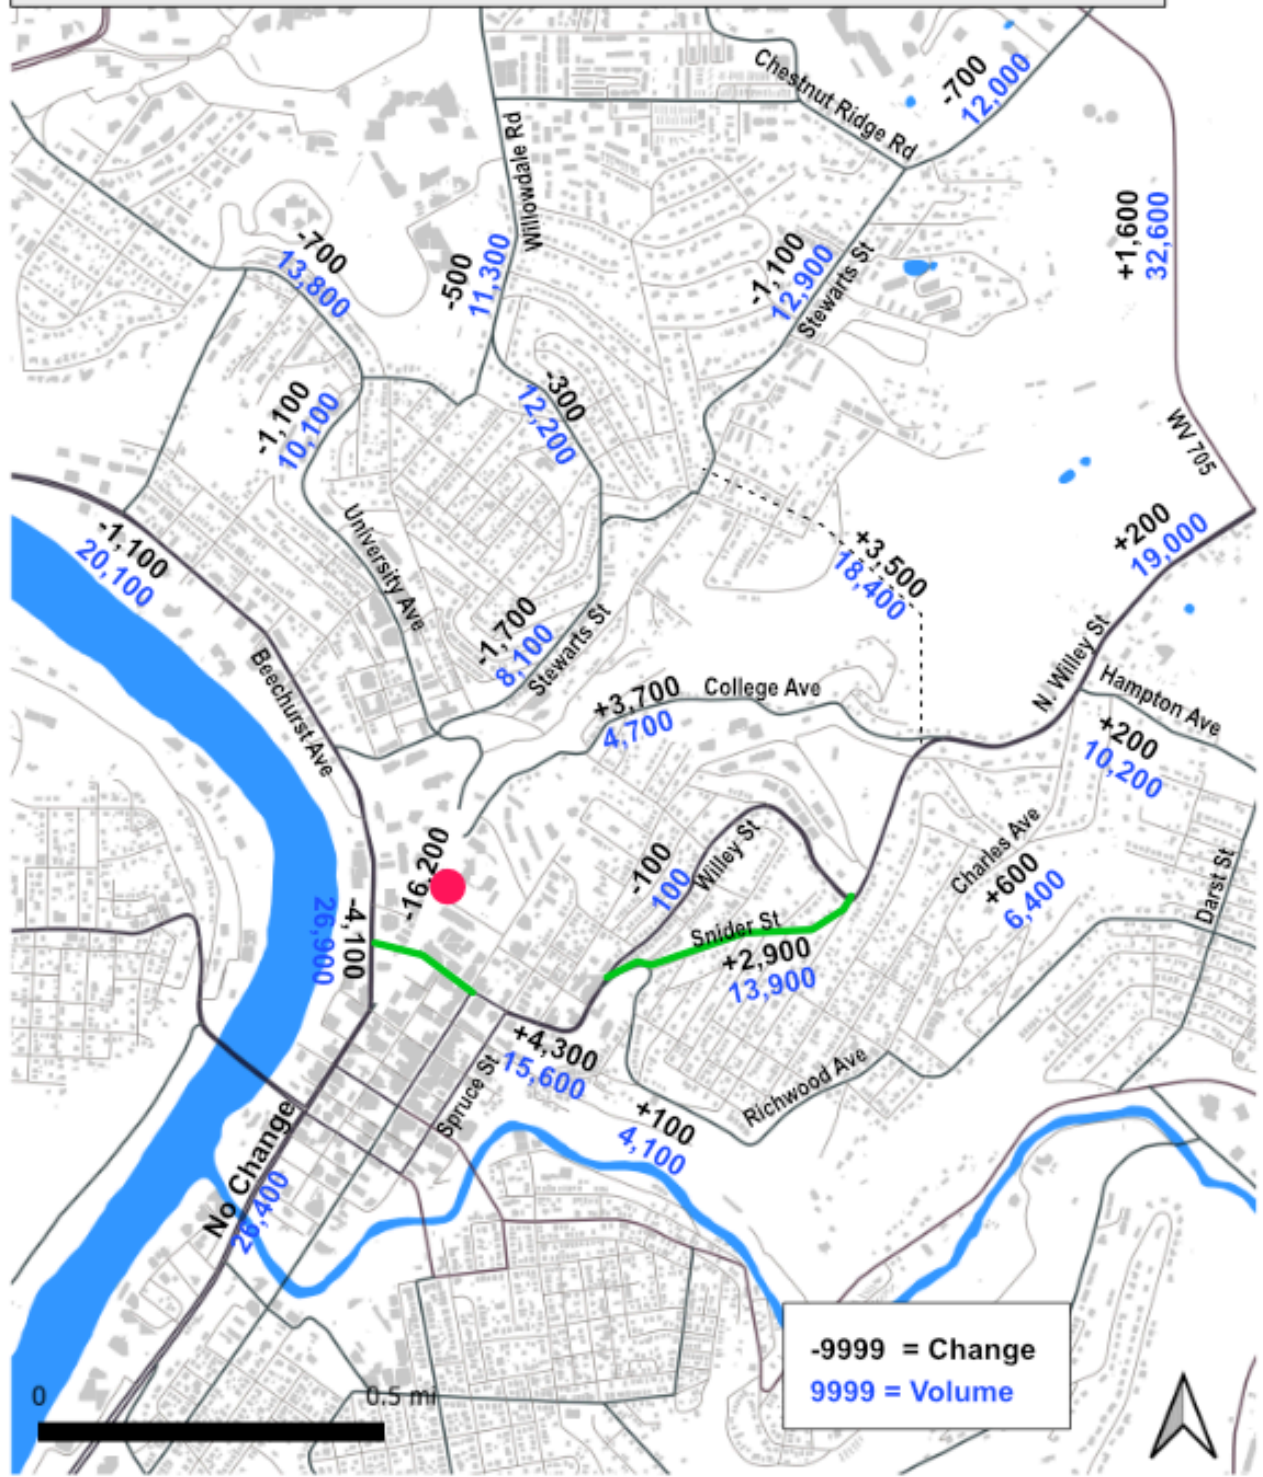 Chestnut Ridge Rd
-700
12,000
Willowdale Rd
+1,600
32,600
-700
13,800
-500
11,300
-1,100
12,900
Stewarts St
-300
12,200
-1,100
10,100
WV 705
-1,100
20,100
University Ave
+3,500
18,400
+200
19,000
-1,700
8,100
Stewarts St
Beechurst Ave
+3,700
4,700
College Ave
N. Willey St
Hampton Ave
+200
10,200
-16,200
-100
100
Willey St
Charles Ave
+600
6,400
Darst St
-4,100
26,900
Snider St
+2,900
13,900
+4,300
15,600
Spruce St
+100
4,100
Richwood Ave
No Change
26,400
-9999 = Change
9999 = Volume
0
0.5 mi